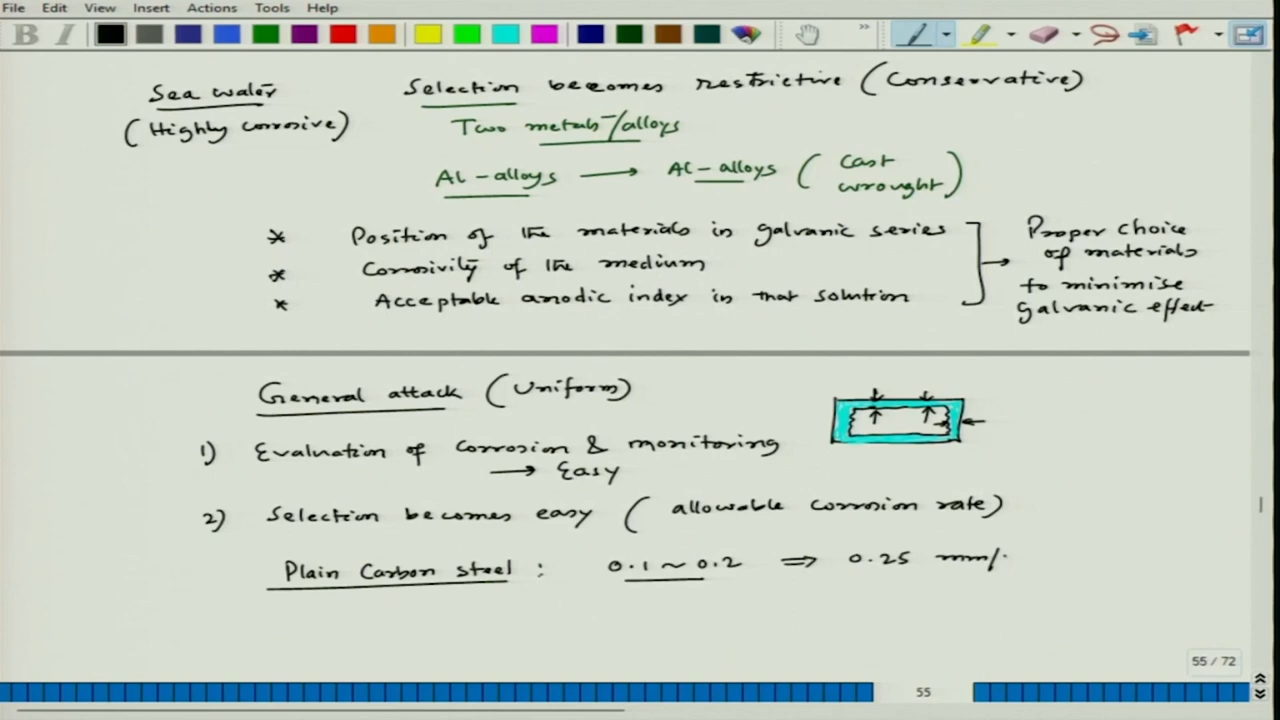 File Edit View Insert Actions Tools Help
B I
Sea water Selection becomes restrictive (Conservative)
(Highly corrosive) Two metals/alloys
Al-alloys → Al-alloys (Cast wrought)
* Position of the materials in galvanic series
* Corrosivity of the medium
* Acceptable anodic index in that solution
Proper choice
of materials
to minimise
galvanic effect
General attack (Uniform)
1) Evaluation of corrosion & monitoring
→ Easy
2) Selection becomes easy (allowable corrosion rate)
Plain Carbon steel : 0.1 ~ 0.2 ⇒ 0.25 mm/
55 / 72
55